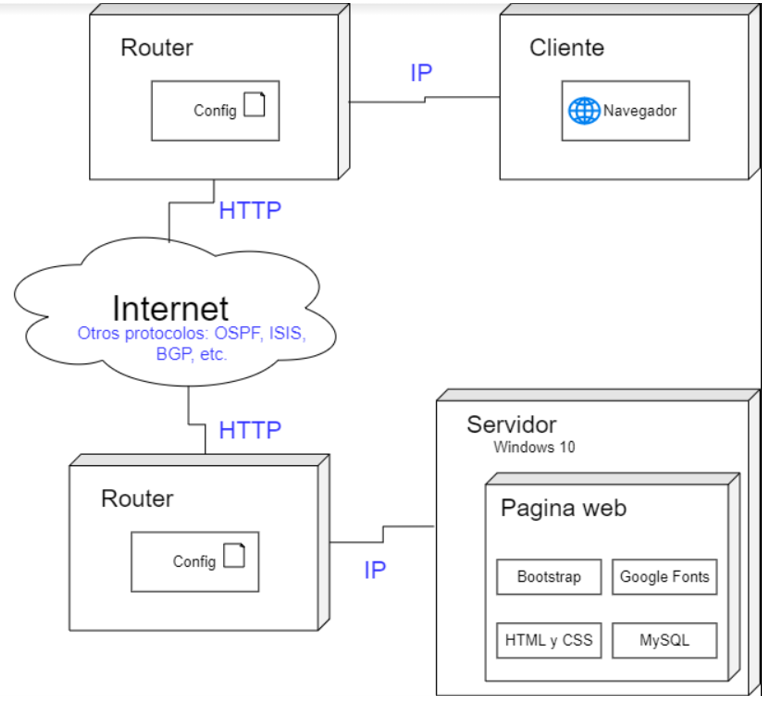 Router
Config
IP
Cliente
Navegador
HTTP
Internet
Otros protocolos: OSPF, ISIS,
BGP, etc.
HTTP
Router
Config
IP
Servidor
Windows 10
Pagina web
Bootstrap
Google Fonts
HTML y CSS
MySQL